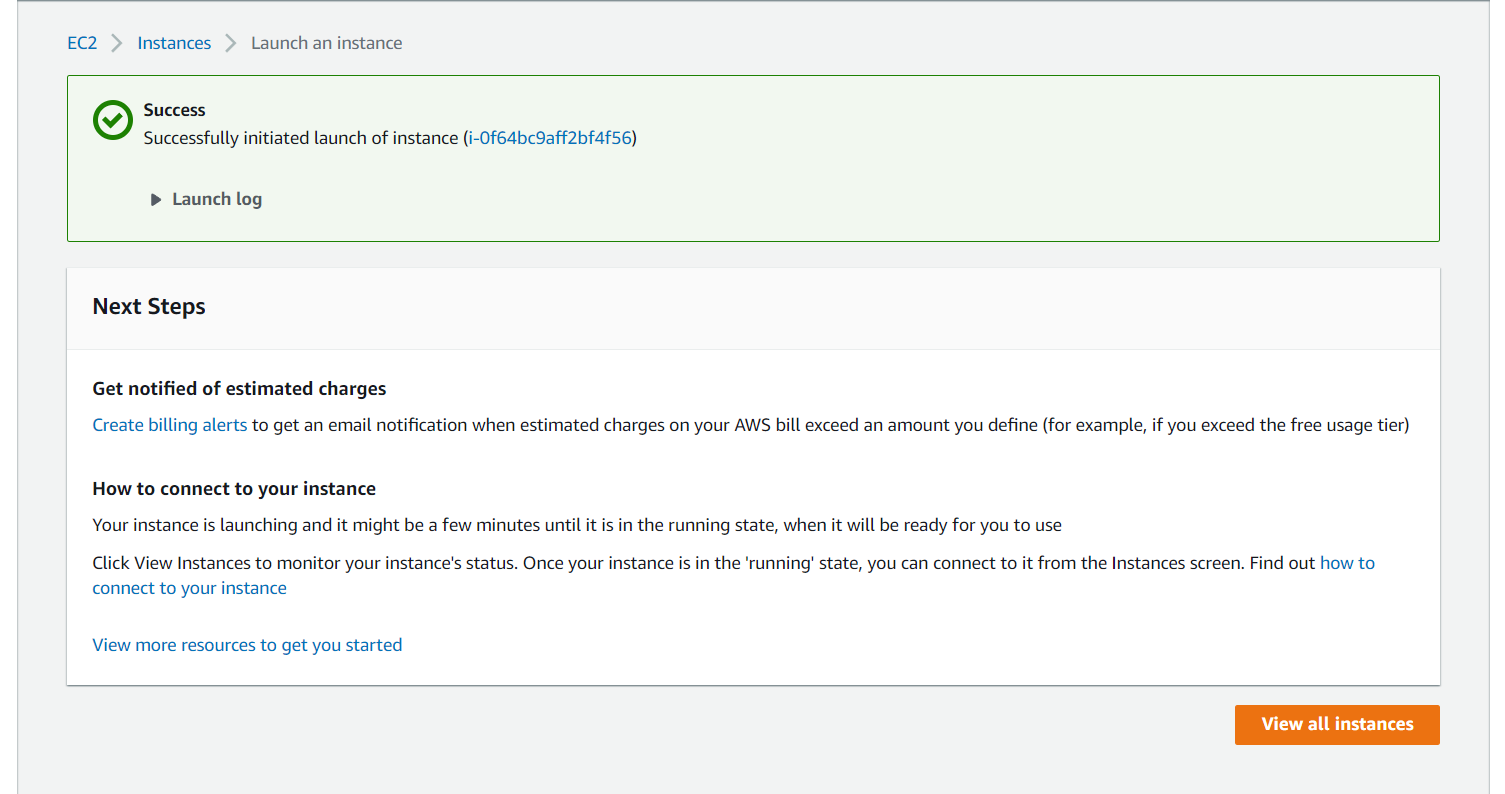 EC2 Instances Launch an instance
Success
Successfully initiated launch of instance (i-0f64bc9aff2bf4f56)
Launch log
Next Steps
Get notified of estimated charges
Create billing alerts to get an email notification when estimated charges on your AWS bill exceed an amount you define (for example, if you exceed the free usage tier)
How to connect to your instance
Your instance is launching and it might be a few minutes until it is in the running state, when it will be ready for you to use
Click View Instances to monitor your instance's status. Once your instance is in the 'running' state, you can connect to it from the Instances screen. Find out how to
connect to your instance
View more resources to get you started
View all instances